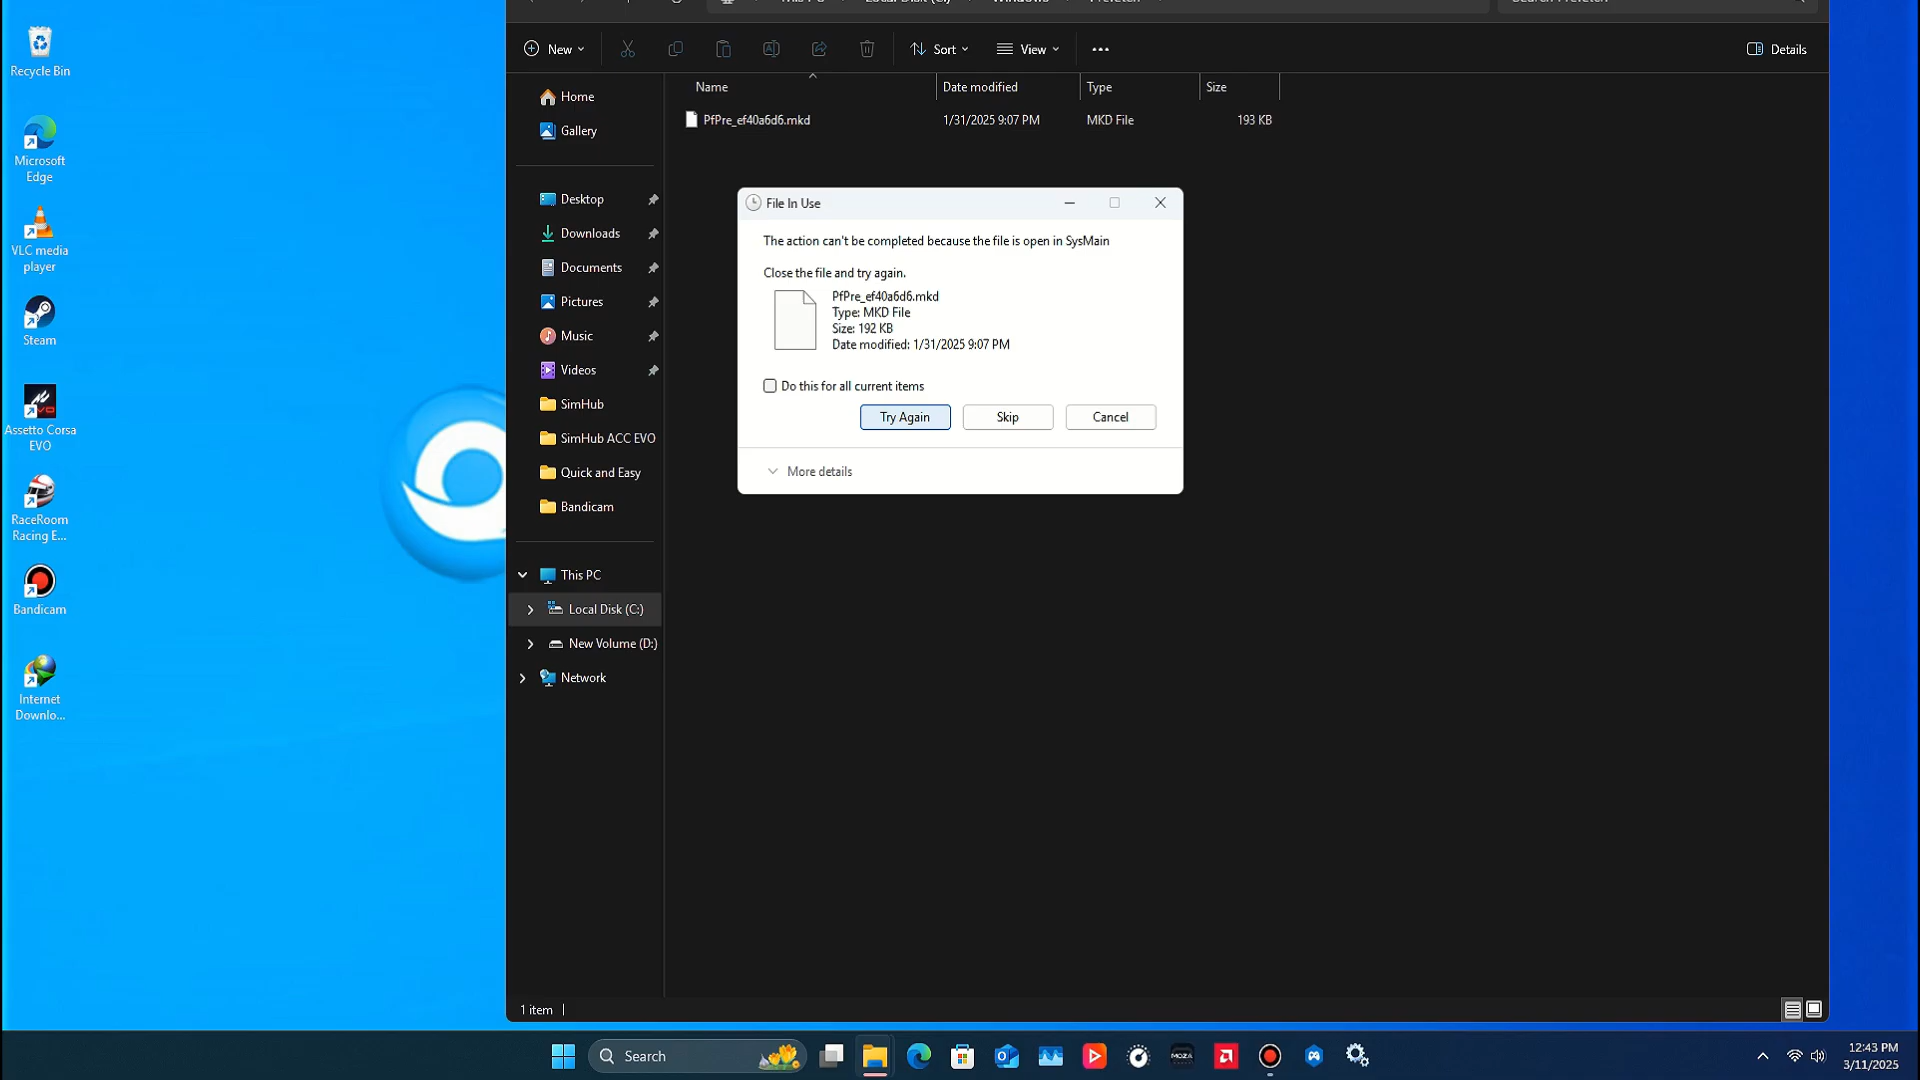 Recycle Bin
Microsoft
Edge
VLC media
player
Steam
Assetto Corsa
EVO
RaceRoom
Racing E...
Bandicam
Internet
Downlo...
New
Sort
View
Details
Name
Date modified
Type
Size
PfPre_ef40a6d6.mkd
1/31/2025 9:07 PM
MKD File
193 KB
Home
Gallery
Desktop
Downloads
Documents
Pictures
Music
Videos
SimHub
SimHub ACC EVO
Quick and Easy
Bandicam
This PC
Local Disk (C:)
New Volume (D:)
Network
File In Use
The action can't be completed because the file is open in SysMain
Close the file and try again.
PfPre_ef40a6d6.mkd
Type: MKD File
Size: 192 KB
Date modified: 1/31/2025 9:07 PM
Do this for all current items
Try Again
Skip
Cancel
More details
1 item
Search
MOZA
12:43 PM
3/11/2025